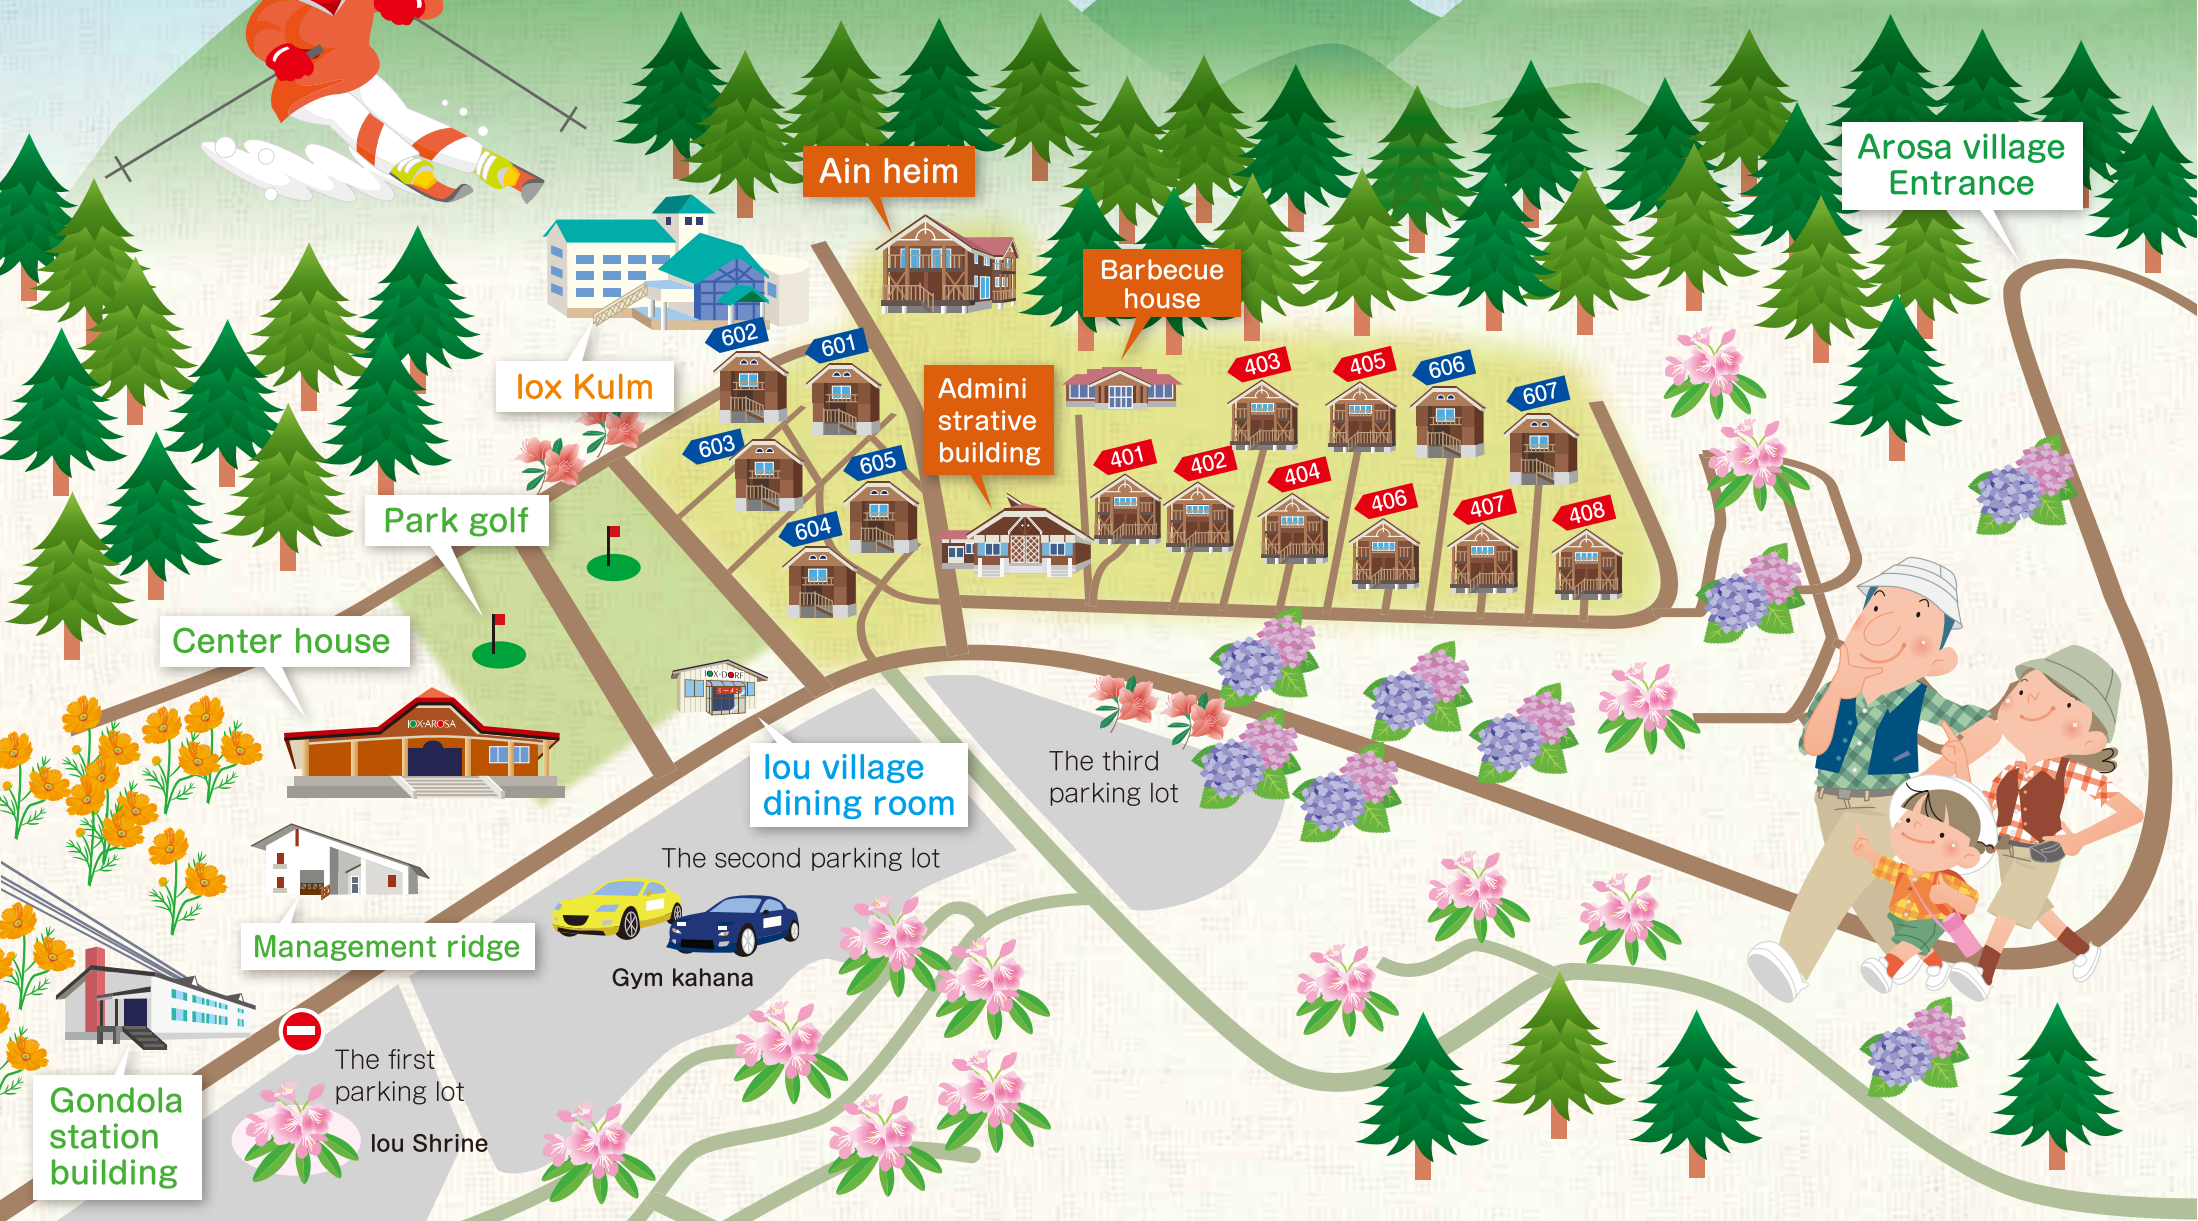 Arosa village
Entrance
Ain heim
Barbecue
house
602
601
Iox Kulm
Admini
strative
building
403
405
606
607
603
605
401
402
404
406
407
408
604
Park golf
Center house
IOX-AROSA
IOX-DORF
Iou village
dining room
The third
parking lot
The second parking lot
Gym kahana
Management ridge
The first
parking lot
Iou Shrine
Gondola
station
building